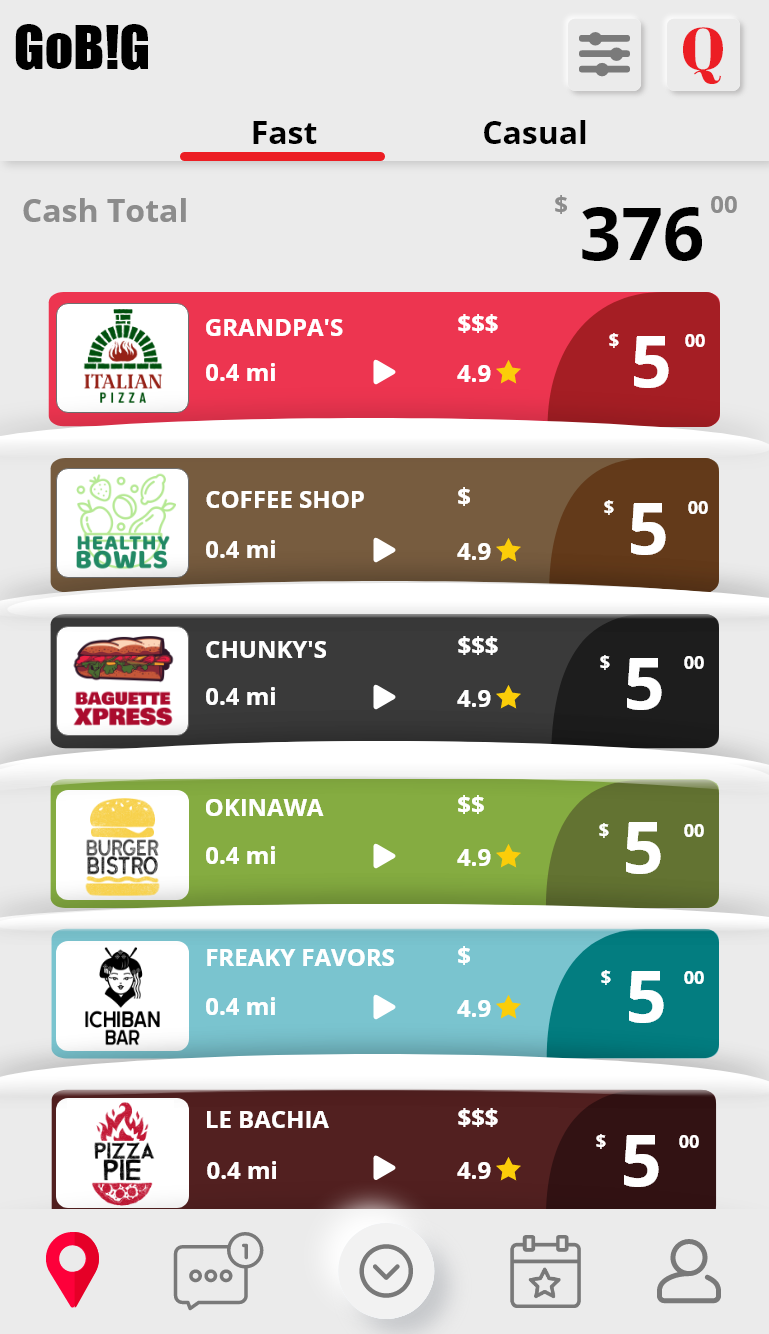 GoB!G
Q
Fast Casual
Cash Total $ 376 00
ITALIAN
PIZZA
GRANDPA'S $$$
0.4 mi 4.9
$ 5 00
HEALTHY
BOWLS
COFFEE SHOP $
0.4 mi 4.9
$ 5 00
BAGUETTE
XPRESS
CHUNKY'S $$$
0.4 mi 4.9
$ 5 00
BURGER
BISTRO
OKINAWA $$
0.4 mi 4.9
$ 5 00
ICHIBAN
BAR
FREAKY FAVORS $
0.4 mi 4.9
$ 5 00
PIZZA
PIE
LE BACHIA $$$
0.4 mi 4.9
$ 5 00
1